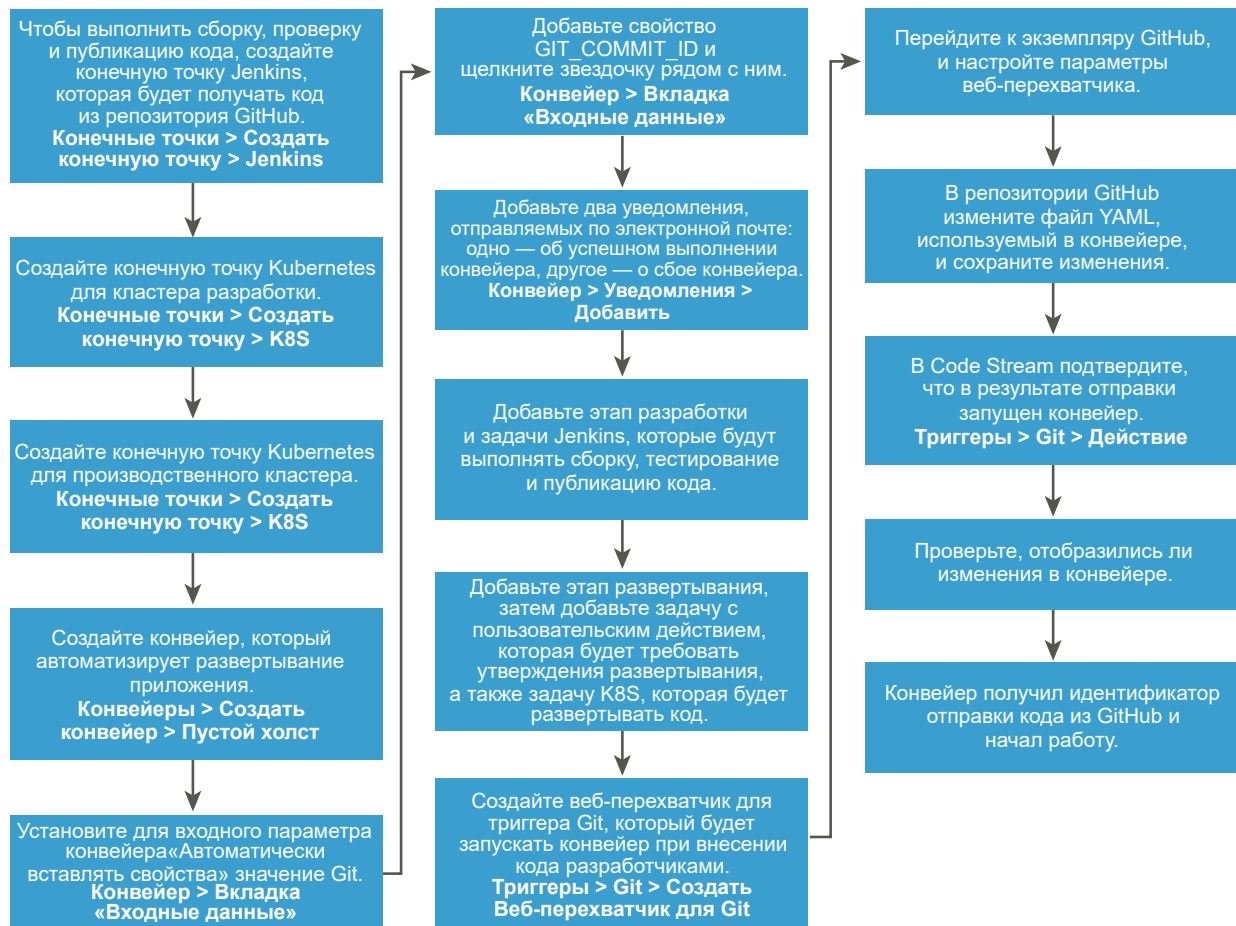 Чтобы выполнить сборку, проверку
и публикацию кода, создайте
конечную точку Jenkins,
которая будет получать код
из репозитория GitHub.
Конечные точки > Создать
конечную точку > Jenkins
Создайте конечную точку Kubernetes
для кластера разработки.
Конечные точки > Создать
конечную точку > K8S
Создайте конечную точку Kubernetes
для производственного кластера.
Конечные точки > Создать
конечную точку > K8S
Создайте конвейер, который
автоматизирует развертывание
приложения.
Конвейеры > Создать
конвейер > Пустой холст
Установите для входного параметра
конвейера«Автоматически
вставлять свойства» значение Git.
Конвейер > Вкладка
«Входные данные»
Добавьте свойство
GIT_COMMIT_ID и
щелкните звездочку рядом с ним.
Конвейер > Вкладка
«Входные данные»
Добавьте два уведомления,
отправляемых по электронной почте:
одно — об успешном выполнении
конвейера, другое — о сбое конвейера.
Конвейер > Уведомления >
Добавить
Добавьте этап разработки
и задачи Jenkins, которые будут
выполнять сборку, тестирование
и публикацию кода.
Добавьте этап развертывания,
затем добавьте задачу с
пользовательским действием,
которая будет требовать
утверждения развертывания,
а также задачу K8S, которая будет
развертывать код.
Создайте веб-перехватчик для
триггера Git, который будет
запускать конвейер при внесении
кода разработчиками.
Триггеры > Git > Создать
Веб-перехватчик для Git
Перейдите к экземпляру GitHub,
и настройте параметры
веб-перехватчика.
В репозитории GitHub
измените файл YAML,
используемый в конвейере,
и сохраните изменения.
В Code Stream подтвердите,
что в результате отправки
запущен конвейер.
Триггеры > Git > Действие
Проверьте, отобразились ли
изменения в конвейере.
Конвейер получил идентификатор
отправки кода из GitHub и
начал работу.